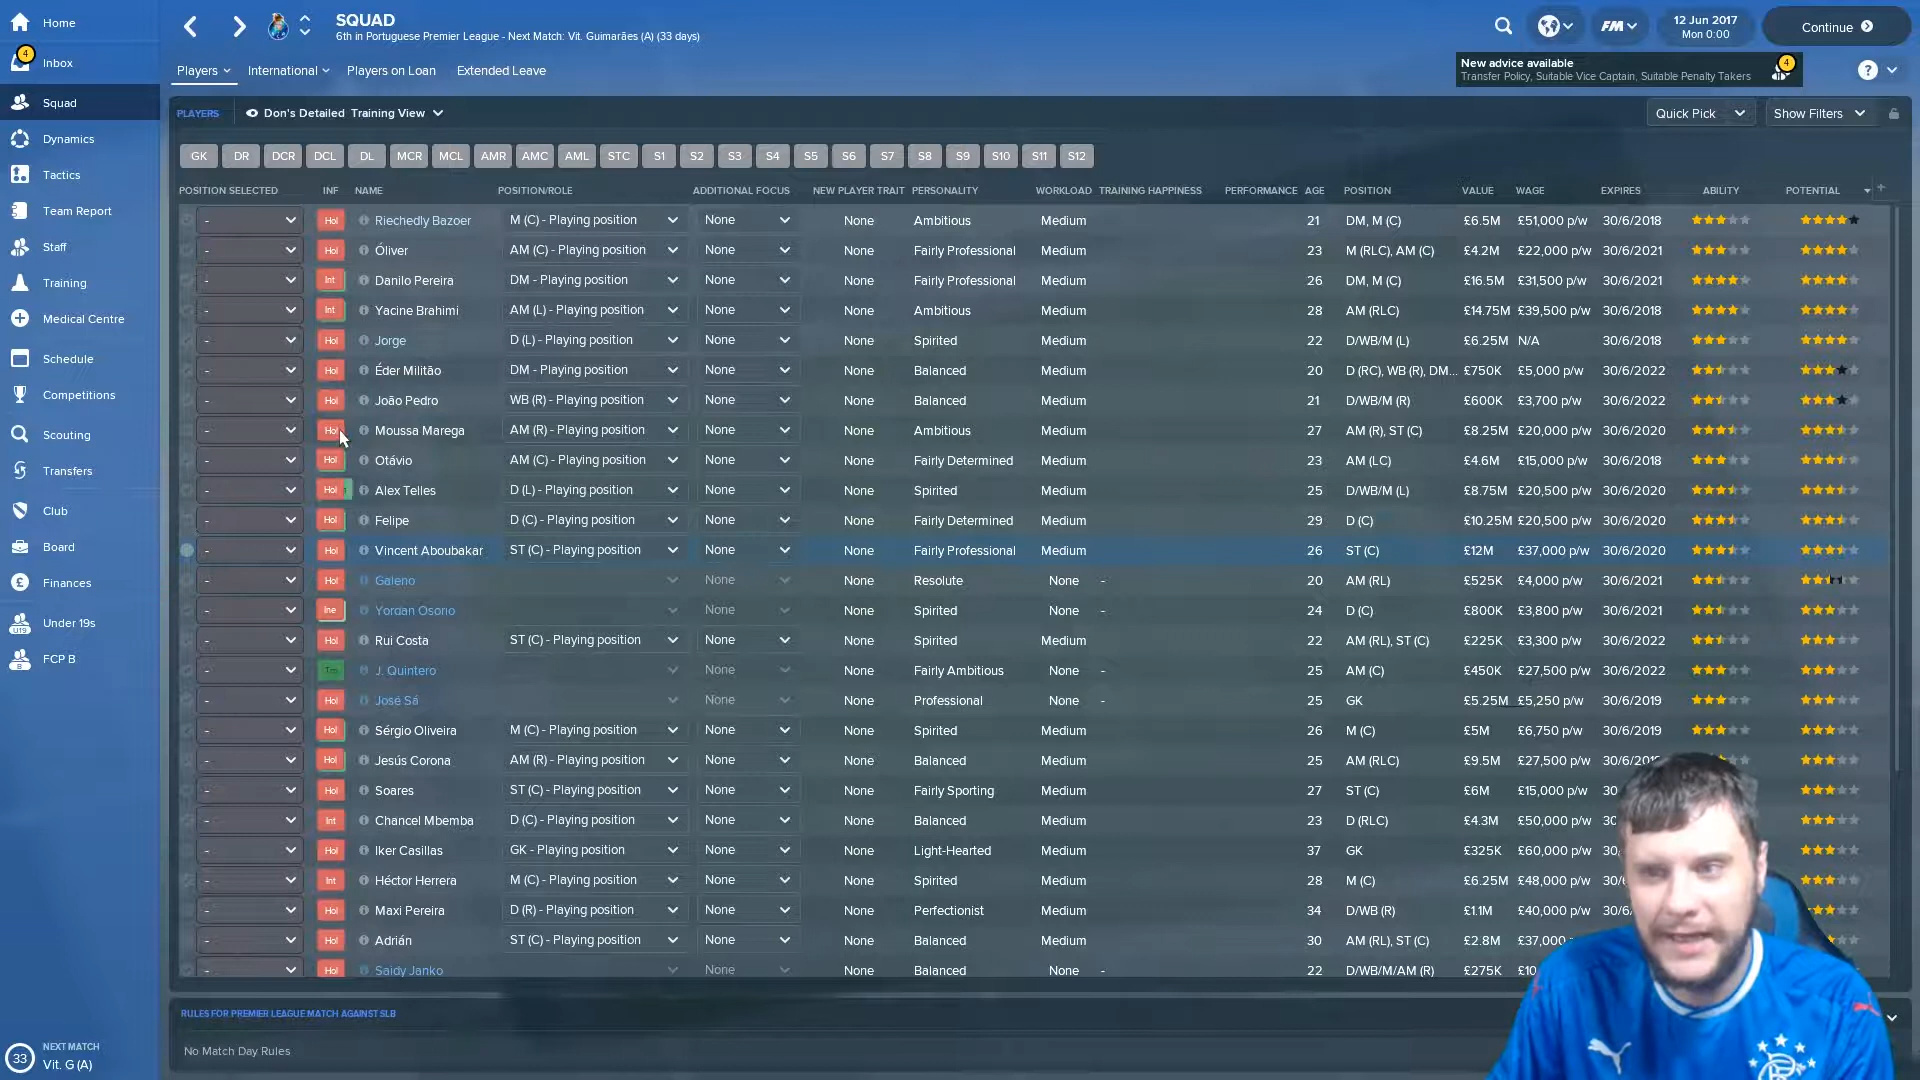 Home
SQUAD
6th in Portuguese Premier League - Next Match: Vit. Guimarães (A) (33 days)
FM
12 Jun 2017
Mon 0:00
Continue
4
Inbox
New advice available
Transfer Policy, Suitable Vice Captain, Suitable Penalty Takers
4
?
Players International Players on Loan Extended Leave
Squad
Dynamics
Tactics
Team Report
Staff
Training
Medical Centre
Schedule
Competitions
Scouting
Transfers
Club
Board
Finances
U19 Under 19s
B FCP B
PLAYERS Don's Detailed Training View Quick Pick Show Filters
GK DR DCR DCL DL MCR MCL AMR AMC AML STC S1 S2 S3 S4 S5 S6 S7 S8 S9 S10 S11 S12
POSITION SELECTED INF NAME POSITION/ROLE ADDITIONAL FOCUS NEW PLAYER TRAIT PERSONALITY WORKLOAD TRAINING HAPPINESS PERFORMANCE AGE POSITION VALUE WAGE EXPIRES ABILITY POTENTIAL
- Hol Riechedly Bazoer M (C) - Playing position None None Ambitious Medium 21 DM, M (C) £6.5M £51,000 p/w 30/6/2018
- Hol Óliver AM (C) - Playing position None None Fairly Professional Medium 23 M (RLC), AM (C) £4.2M £22,000 p/w 30/6/2021
- Int Danilo Pereira DM - Playing position None None Fairly Professional Medium 26 DM, M (C) £16.5M £31,500 p/w 30/6/2021
- Int Yacine Brahimi AM (L) - Playing position None None Ambitious Medium 28 AM (RLC) £14.75M £39,500 p/w 30/6/2018
- Hol Jorge D (L) - Playing position None None Spirited Medium 22 D/WB/M (L) £6.25M N/A 30/6/2018
- Hol Éder Militão DM - Playing position None None Balanced Medium 20 D (RC), WB (R), DM... £750K £5,000 p/w 30/6/2022
- Hol João Pedro WB (R) - Playing position None None Balanced Medium 21 D/WB/M (R) £600K £3,700 p/w 30/6/2022
- Hol Moussa Marega AM (R) - Playing position None None Ambitious Medium 27 AM (R), ST (C) £8.25M £20,000 p/w 30/6/2020
- Hol Otávio AM (C) - Playing position None None Fairly Determined Medium 23 AM (LC) £4.6M £15,000 p/w 30/6/2018
- Hol Alex Telles D (L) - Playing position None None Spirited Medium 25 D/WB/M (L) £8.75M £20,500 p/w 30/6/2020
- Hol Felipe D (C) - Playing position None None Fairly Determined Medium 29 D (C) £10.25M £20,500 p/w 30/6/2020
- Hol Vincent Aboubakar ST (C) - Playing position None None Fairly Professional Medium 26 ST (C) £12M £37,000 p/w 30/6/2020
- Hol Galeno None None Resolute None - 20 AM (RL) £525K £4,000 p/w 30/6/2021
- Ine Yordan Osorio None None Spirited None - 24 D (C) £800K £3,800 p/w 30/6/2021
- Hol Rui Costa ST (C) - Playing position None None Spirited Medium 22 AM (RL), ST (C) £225K £3,300 p/w 30/6/2022
- Trn J. Quintero None None Fairly Ambitious None - 25 AM (C) £450K £27,500 p/w 30/6/2022
- Hol José Sá None None Professional None - 25 GK £5.25M £5,250 p/w 30/6/2019
- Hol Sérgio Oliveira M (C) - Playing position None None Spirited Medium 26 M (C) £5M £6,750 p/w 30/6/2019
- Hol Jesús Corona AM (R) - Playing position None None Balanced Medium 25 AM (RLC) £9.5M £27,500 p/w
- Hol Soares ST (C) - Playing position None None Fairly Sporting Medium 27 ST (C) £6M £15,000 p/w 30
- Int Chancel Mbemba D (C) - Playing position None None Balanced Medium 23 D (RLC) £4.3M £50,000 p/w
- Hol Iker Casillas GK - Playing position None None Light-Hearted Medium 37 GK £325K £60,000 p/w 30
- Int Héctor Herrera M (C) - Playing position None None Spirited Medium 28 M (C) £6.25M £48,000 p/w 30/
- Hol Maxi Pereira D (R) - Playing position None None Perfectionist Medium 34 D/WB (R) £1.1M £40,000 p/w 30/6/
- Hol Adrián ST (C) - Playing position None None Balanced Medium 30 AM (RL), ST (C) £2.8M £37,000
- Hol Saidy Janko None None Balanced None - 22 D/WB/M/AM (R) £275K £10
RULES FOR PREMIER LEAGUE MATCH AGAINST SLB
No Match Day Rules
33 NEXT MATCH
Vit. G (A)